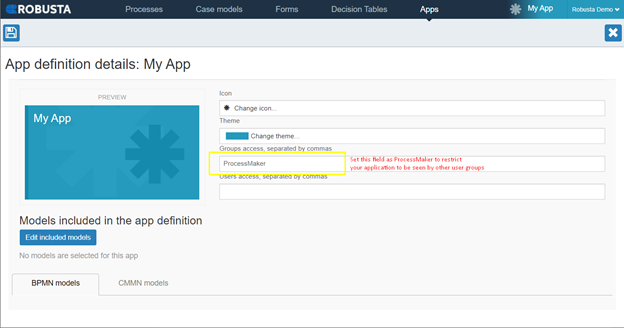 ROBUSTA Processes Case models Forms Decision Tables Apps My App Robusta Demo
App definition details: My App
PREVIEW
My App
Icon
Change icon...
Theme
Change theme...
Groups access, separated by commas
ProcessMaker
Set this field as ProcessMaker to restrict
your application to be seen by other user groups
Users access, separated by commas
Models included in the app definition
Edit included models
No models are selected for this app
BPMN models CMMN models